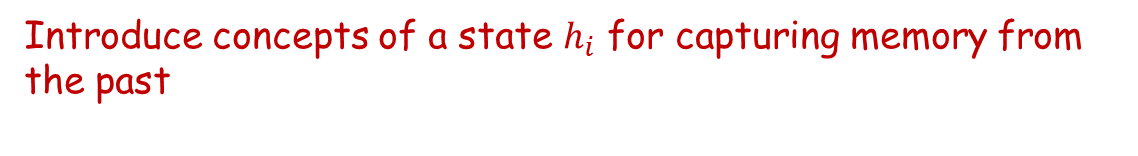 Introduce concepts of a state $h_i$ for capturing memory from
the past